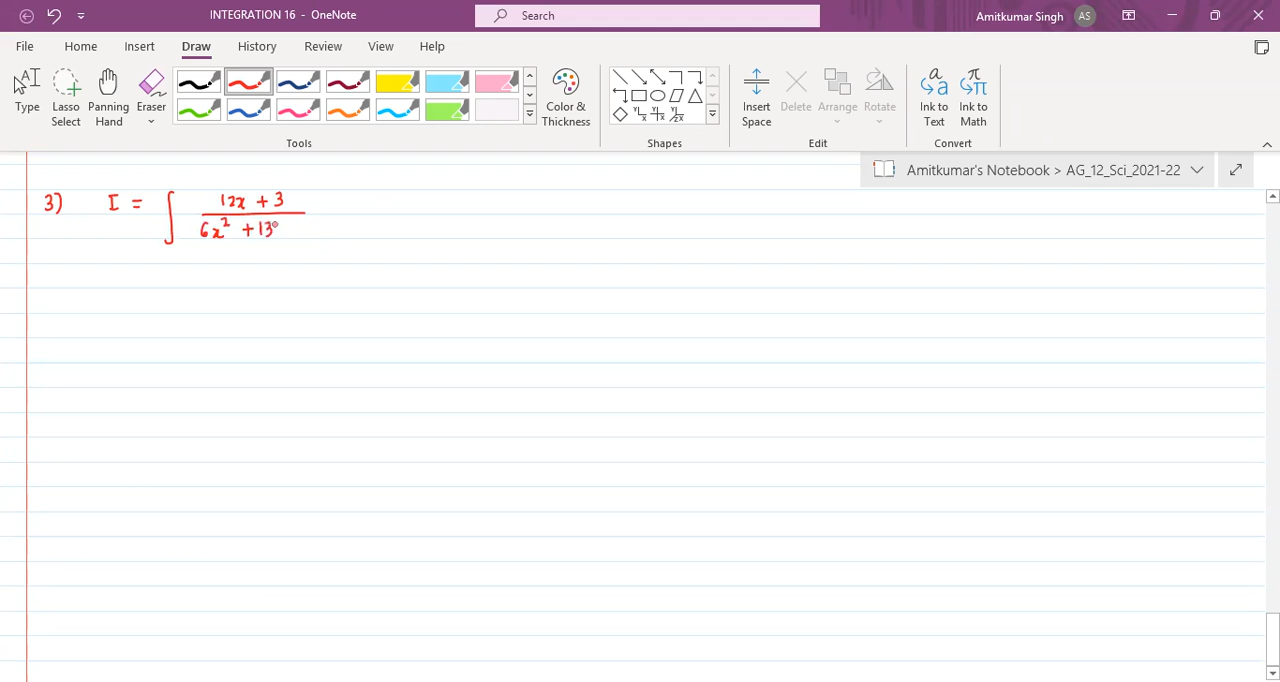 INTEGRATION 16 - OneNote
Search
Amitkumar Singh AS
File Home Insert Draw History Review View Help
Type
Lasso Select
Panning Hand
Eraser
Color & Thickness
Insert Space
Delete
Arrange
Rotate
Ink to Text
Ink to Math
Tools Shapes Edit Convert
Amitkumar's Notebook > AG_12_Sci_2021-22
3) I = ∫ 12x + 3
6x² + 13